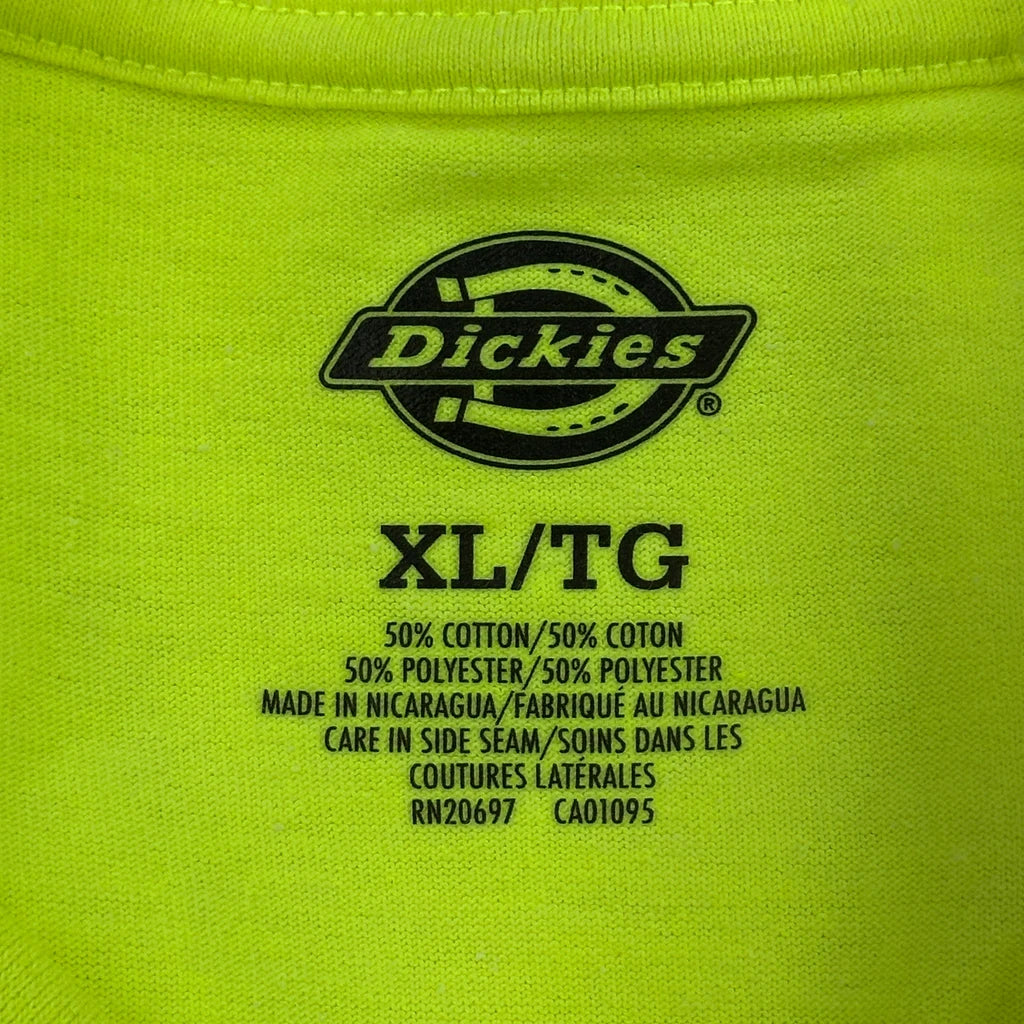 Dickies
®
XL/TG
50% COTTON/50% COTON
50% POLYESTER/50% POLYESTER
MADE IN NICARAGUA/FABRIQUÉ AU NICARAGUA
CARE IN SIDE SEAM/SOINS DANS LES
COUTURES LATÉRALES
RN20697 CA01095